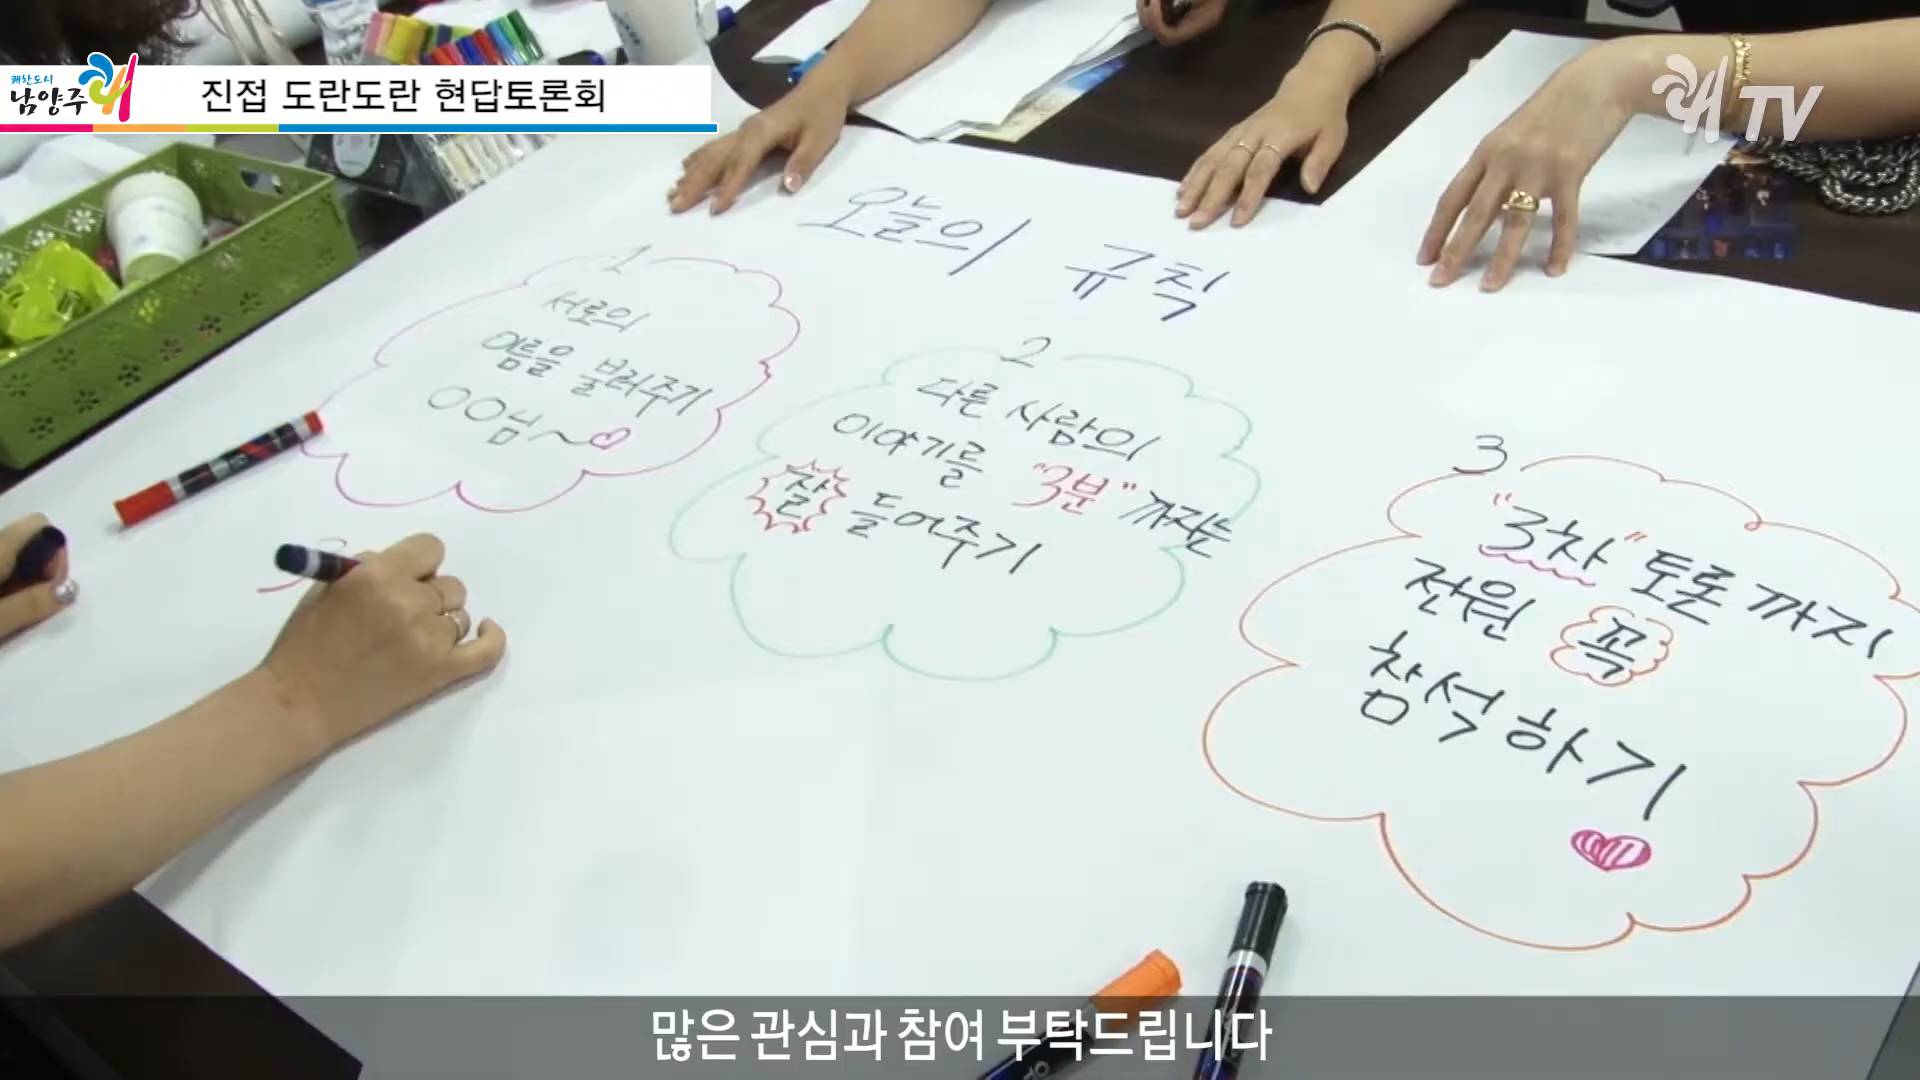 쾌한도시
남양주
진접 도란도란 현답토론회
TV
오늘의 규칙
1
서로의
이름을 불러주기
OO님~♡
2
다른 사람의
이야기를 "3분" 까지는
잘 들어주기
3
"3차" 토론까지
전원 꼭
참석하기
많은 관심과 참여 부탁드립니다